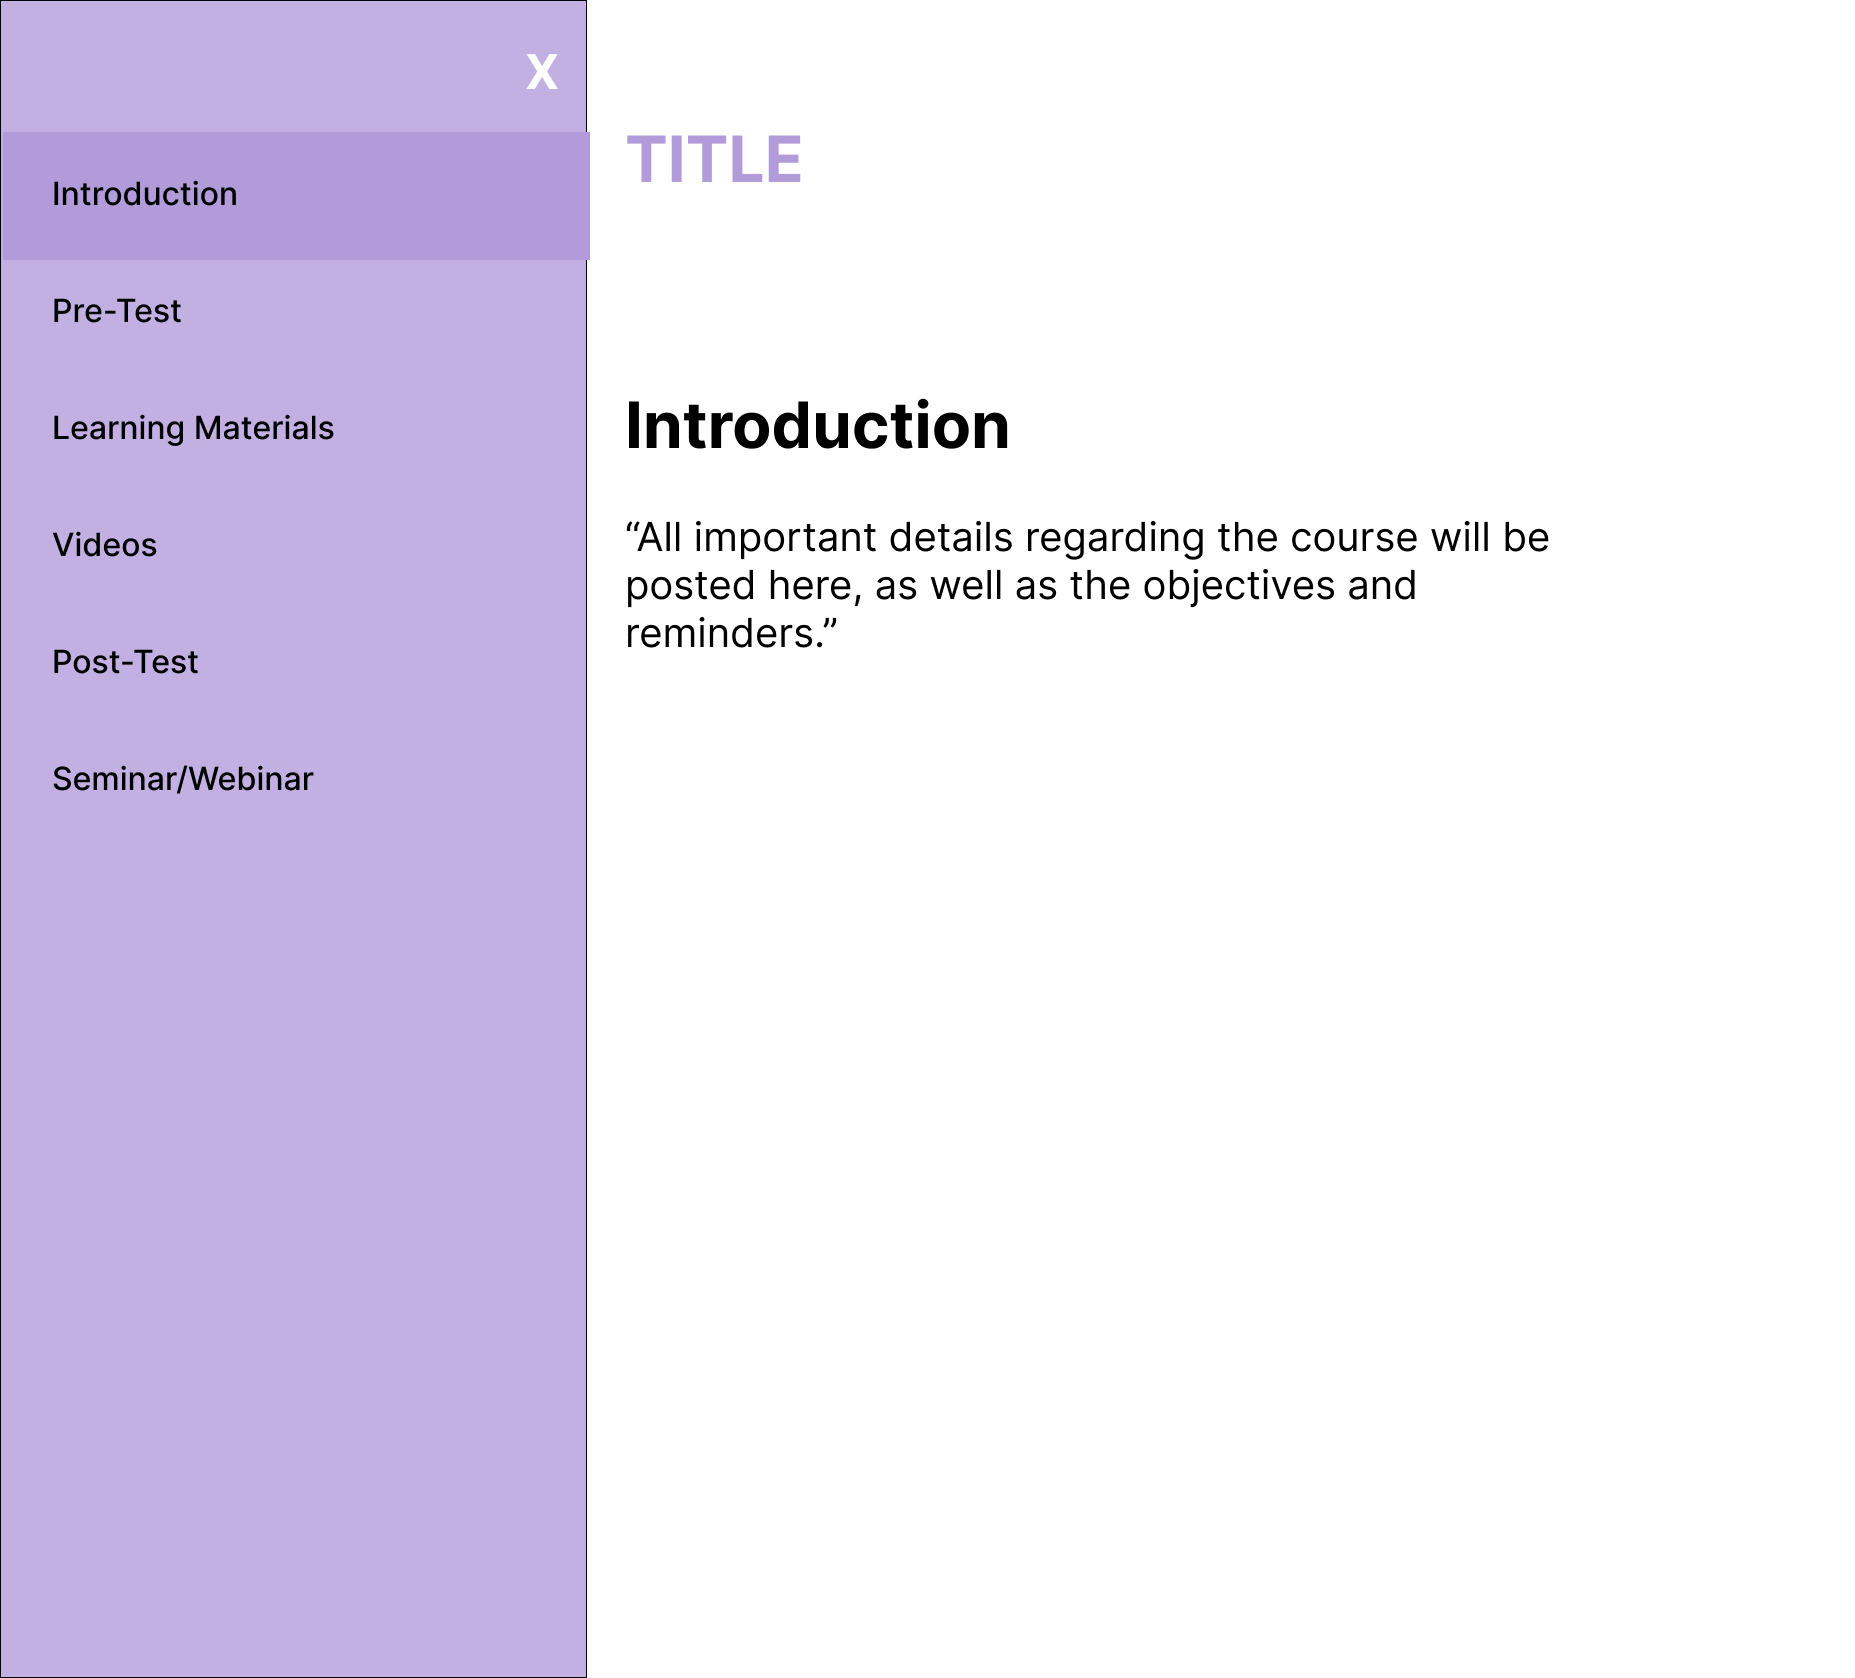 X
Introduction
Pre-Test
Learning Materials
Videos
Post-Test
Seminar/Webinar
TITLE
Introduction
“All important details regarding the course will be
posted here, as well as the objectives and
reminders.”